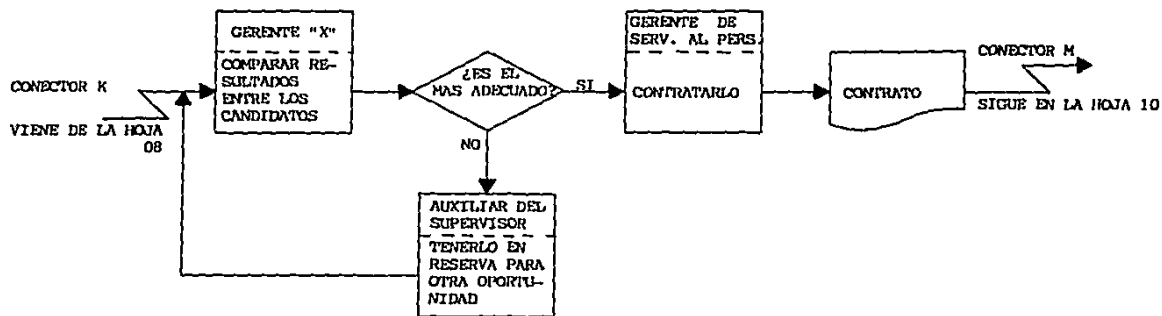 CONECTOR K
VIENE DE LA HOJA
08
GERENTE "X"
COMPARAR RE-
SULTADOS
ENTRE LOS
CANDIDATOS
¿ES EL
MAS ADECUADO?
SI
NO
GERENTE DE
SERV. AL PERS.
CONTRATARLO
CONTRATO
CONECTOR M
SIGUE EN LA HOJA 10
AUXILIAR DEL
SUPERVISOR
TENERLO EN
RESERVA PARA
OTRA OPORTU-
NIDAD